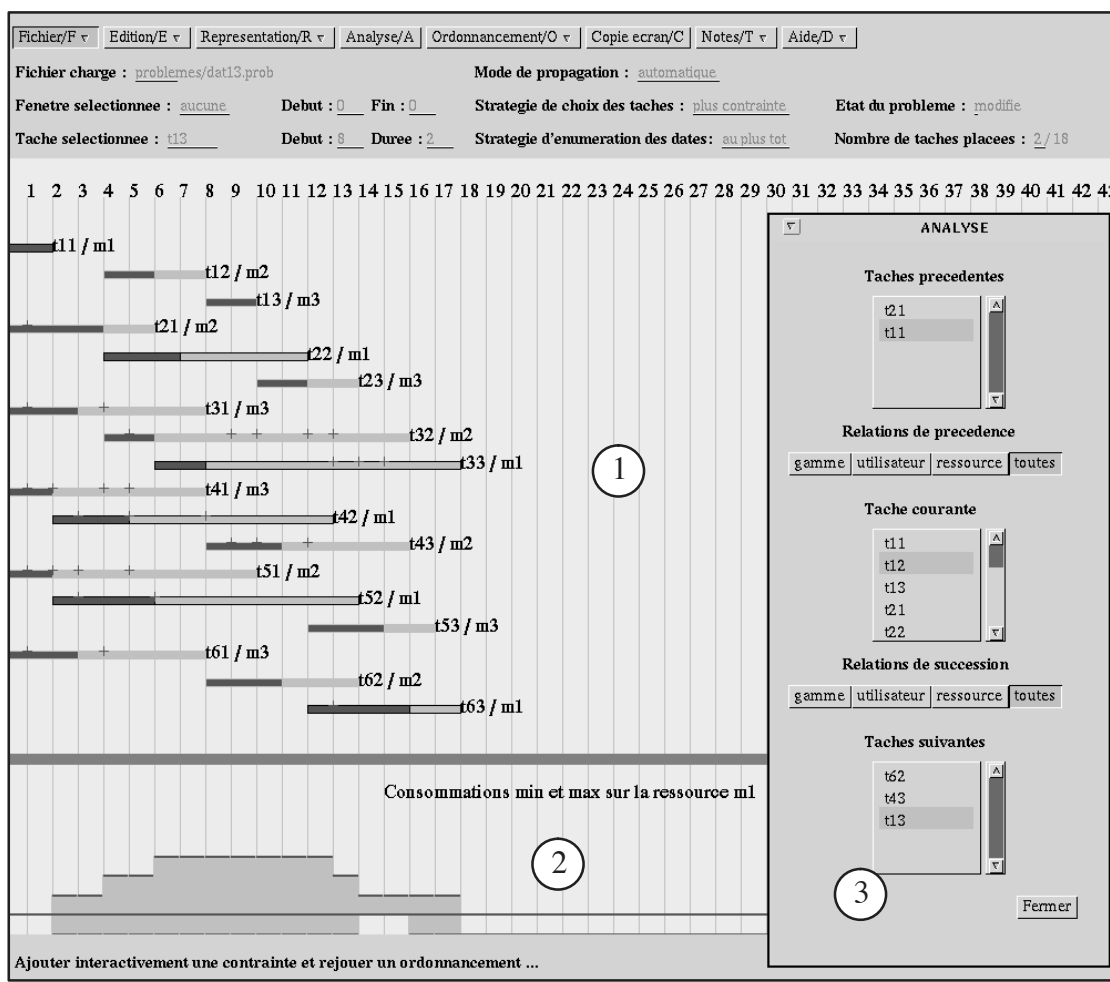 Fichier/F Edition/E Representation/R Analyse/A Ordonnancement/O Copie ecran/C Notes/T Aide/D
Fichier charge : problemes/dat13.prob Mode de propagation : automatique
Fenetre selectionnee : aucune Debut : 0 Fin : 0 Strategie de choix des taches : plus contrainte Etat du probleme : modifie
Tache selectionnee : t13 Debut : 8 Duree : 2 Strategie d'enumeration des dates: au plus tot Nombre de taches placees : 2/18
1 2 3 4 5 6 7 8 9 10 11 12 13 14 15 16 17 18 19 20 21 22 23 24 25 26 27 28 29 30 31 32 33 34 35 36 37 38 39 40 41 42
t11 / m1
t12 / m2
t13 / m3
t21 / m2
t22 / m1
t23 / m3
t31 / m3
t32 / m2
t33 / m1
t41 / m3
t42 / m1
t43 / m2
t51 / m2
t52 / m1
t53 / m3
t61 / m3
t62 / m2
t63 / m1
1
Consommations min et max sur la ressource m1
2
Ajouter interactivement une contrainte et rejouer un ordonnancement ...
ANALYSE
Taches precedentes
t21
t11
Relations de precedence
gamme utilisateur ressource toutes
Tache courante
t11
t12
t13
t21
t22
Relations de succession
gamme utilisateur ressource toutes
Taches suivantes
t62
t43
t13
3
Fermer